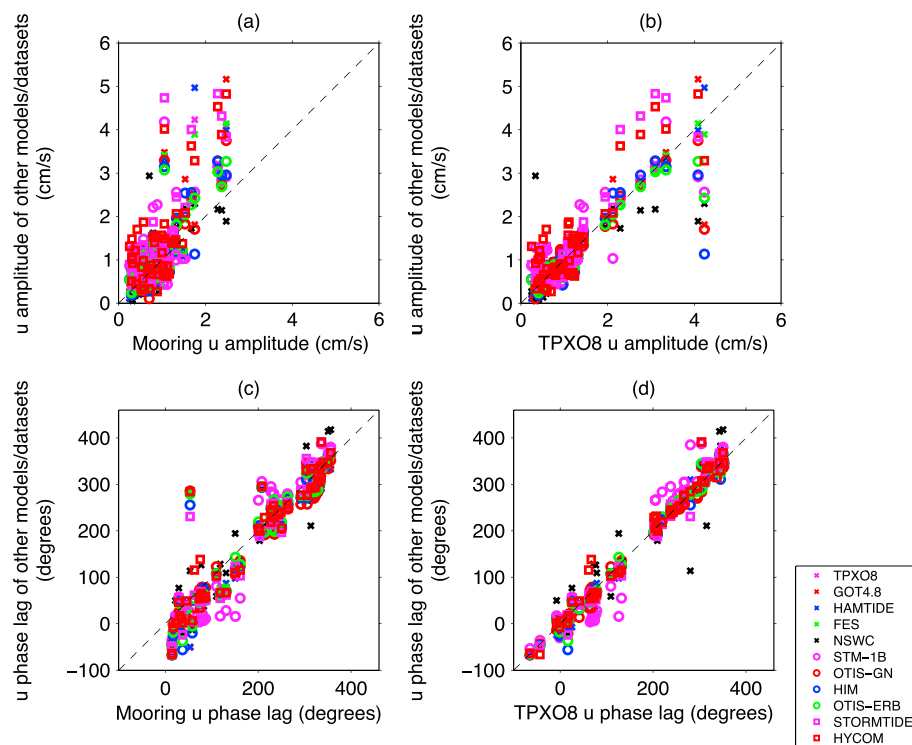 (a)
(b)
6
5
4
3
2
1
0
0
2
4
6
u amplitude of other models/datasets
(cm/s)
Mooring u amplitude (cm/s)
6
5
4
3
2
1
0
0
2
4
6
u amplitude of other models/datasets
(cm/s)
TPXO8 u amplitude (cm/s)
(c)
(d)
400
300
200
100
0
−100
0
200
400
u phase lag of other models/datasets
(degrees)
Mooring u phase lag (degrees)
400
300
200
100
0
−100
0
200
400
u phase lag of other models/datasets
(degrees)
TPXO8 u phase lag (degrees)
TPXO8
GOT4.8
HAMTIDE
FES
NSWC
STM-1B
OTIS-GN
HIM
OTIS-ERB
STORMTIDE
HYCOM